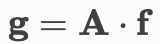 g = A · f